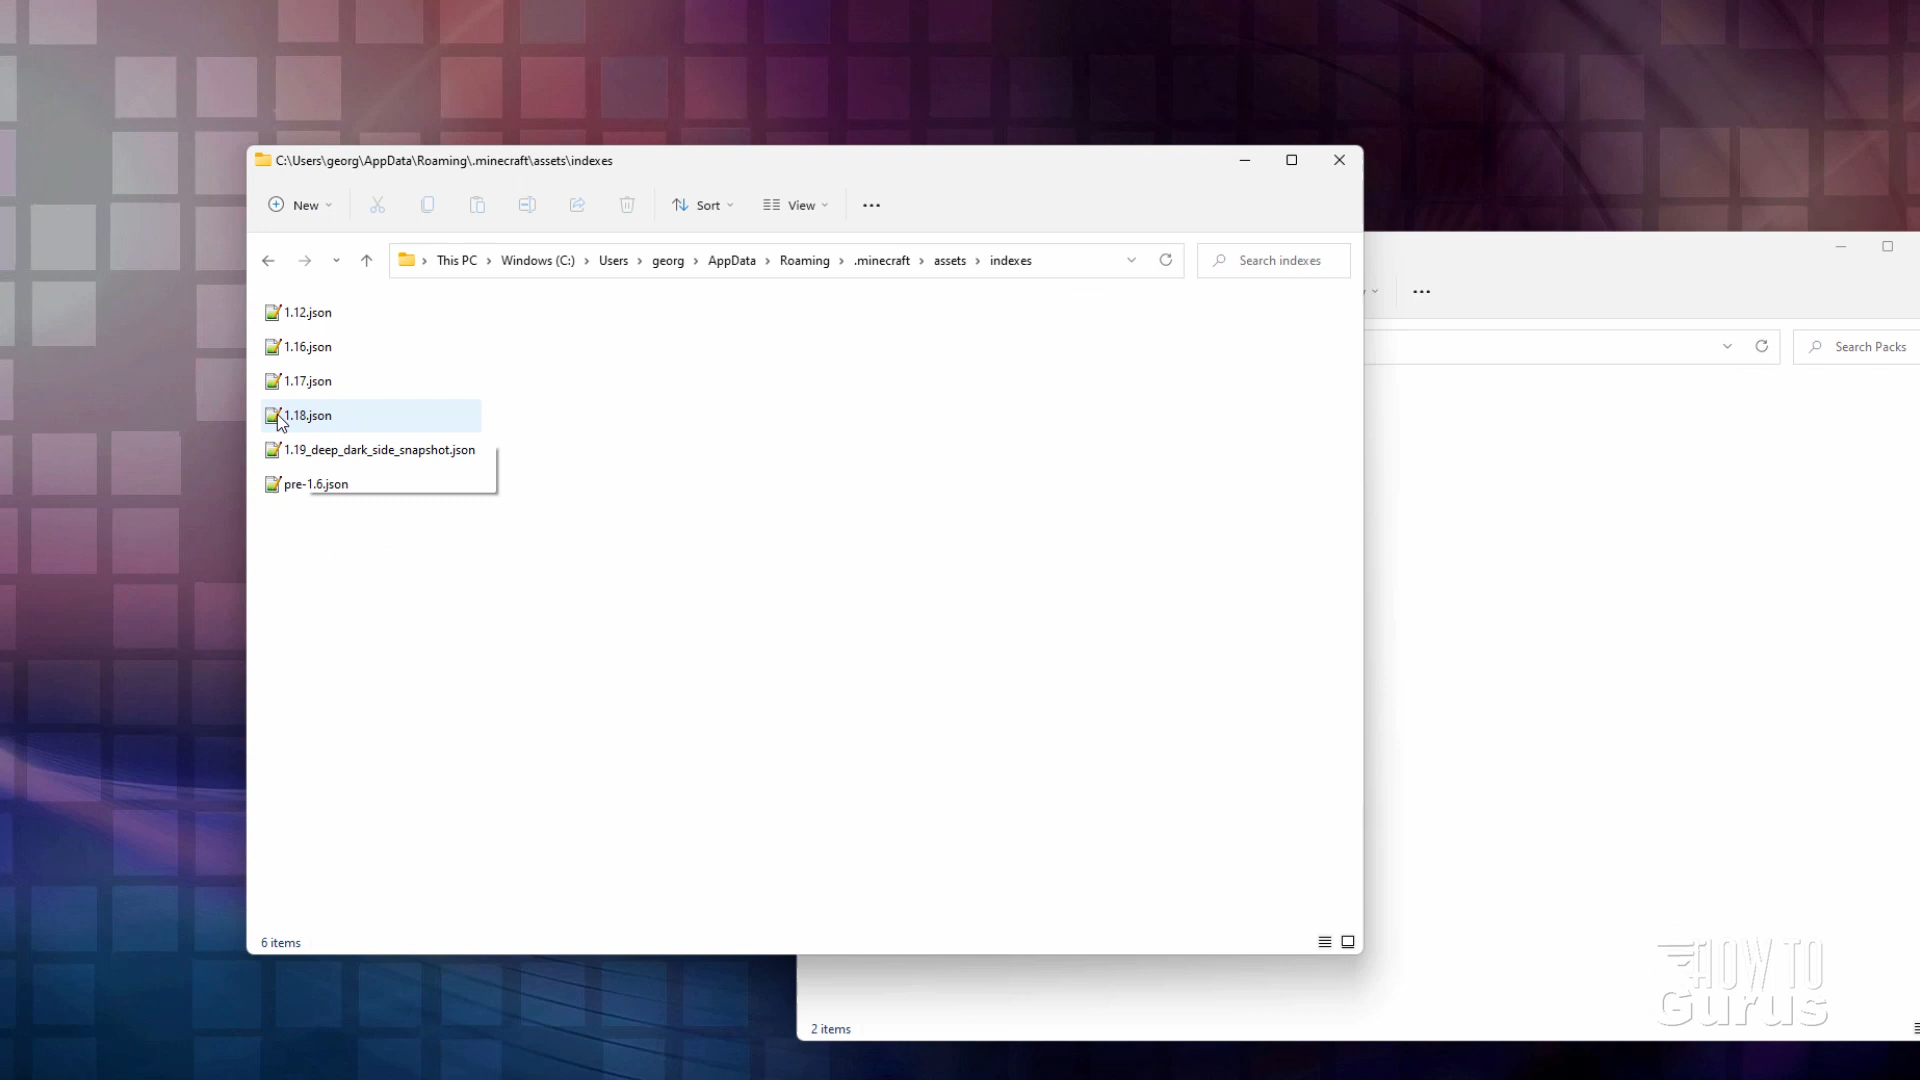 C:\Users\georg\AppData\Roaming\.minecraft\assets\indexes
New Sort View
This PC Windows (C:) Users georg AppData Roaming .minecraft assets indexes Search indexes
1.12.json
1.16.json
1.17.json
1.18.json
1.19_deep_dark_side_snapshot.json
pre-1.6.json
6 items
Search Packs
2 items
HOW TO
Gurus